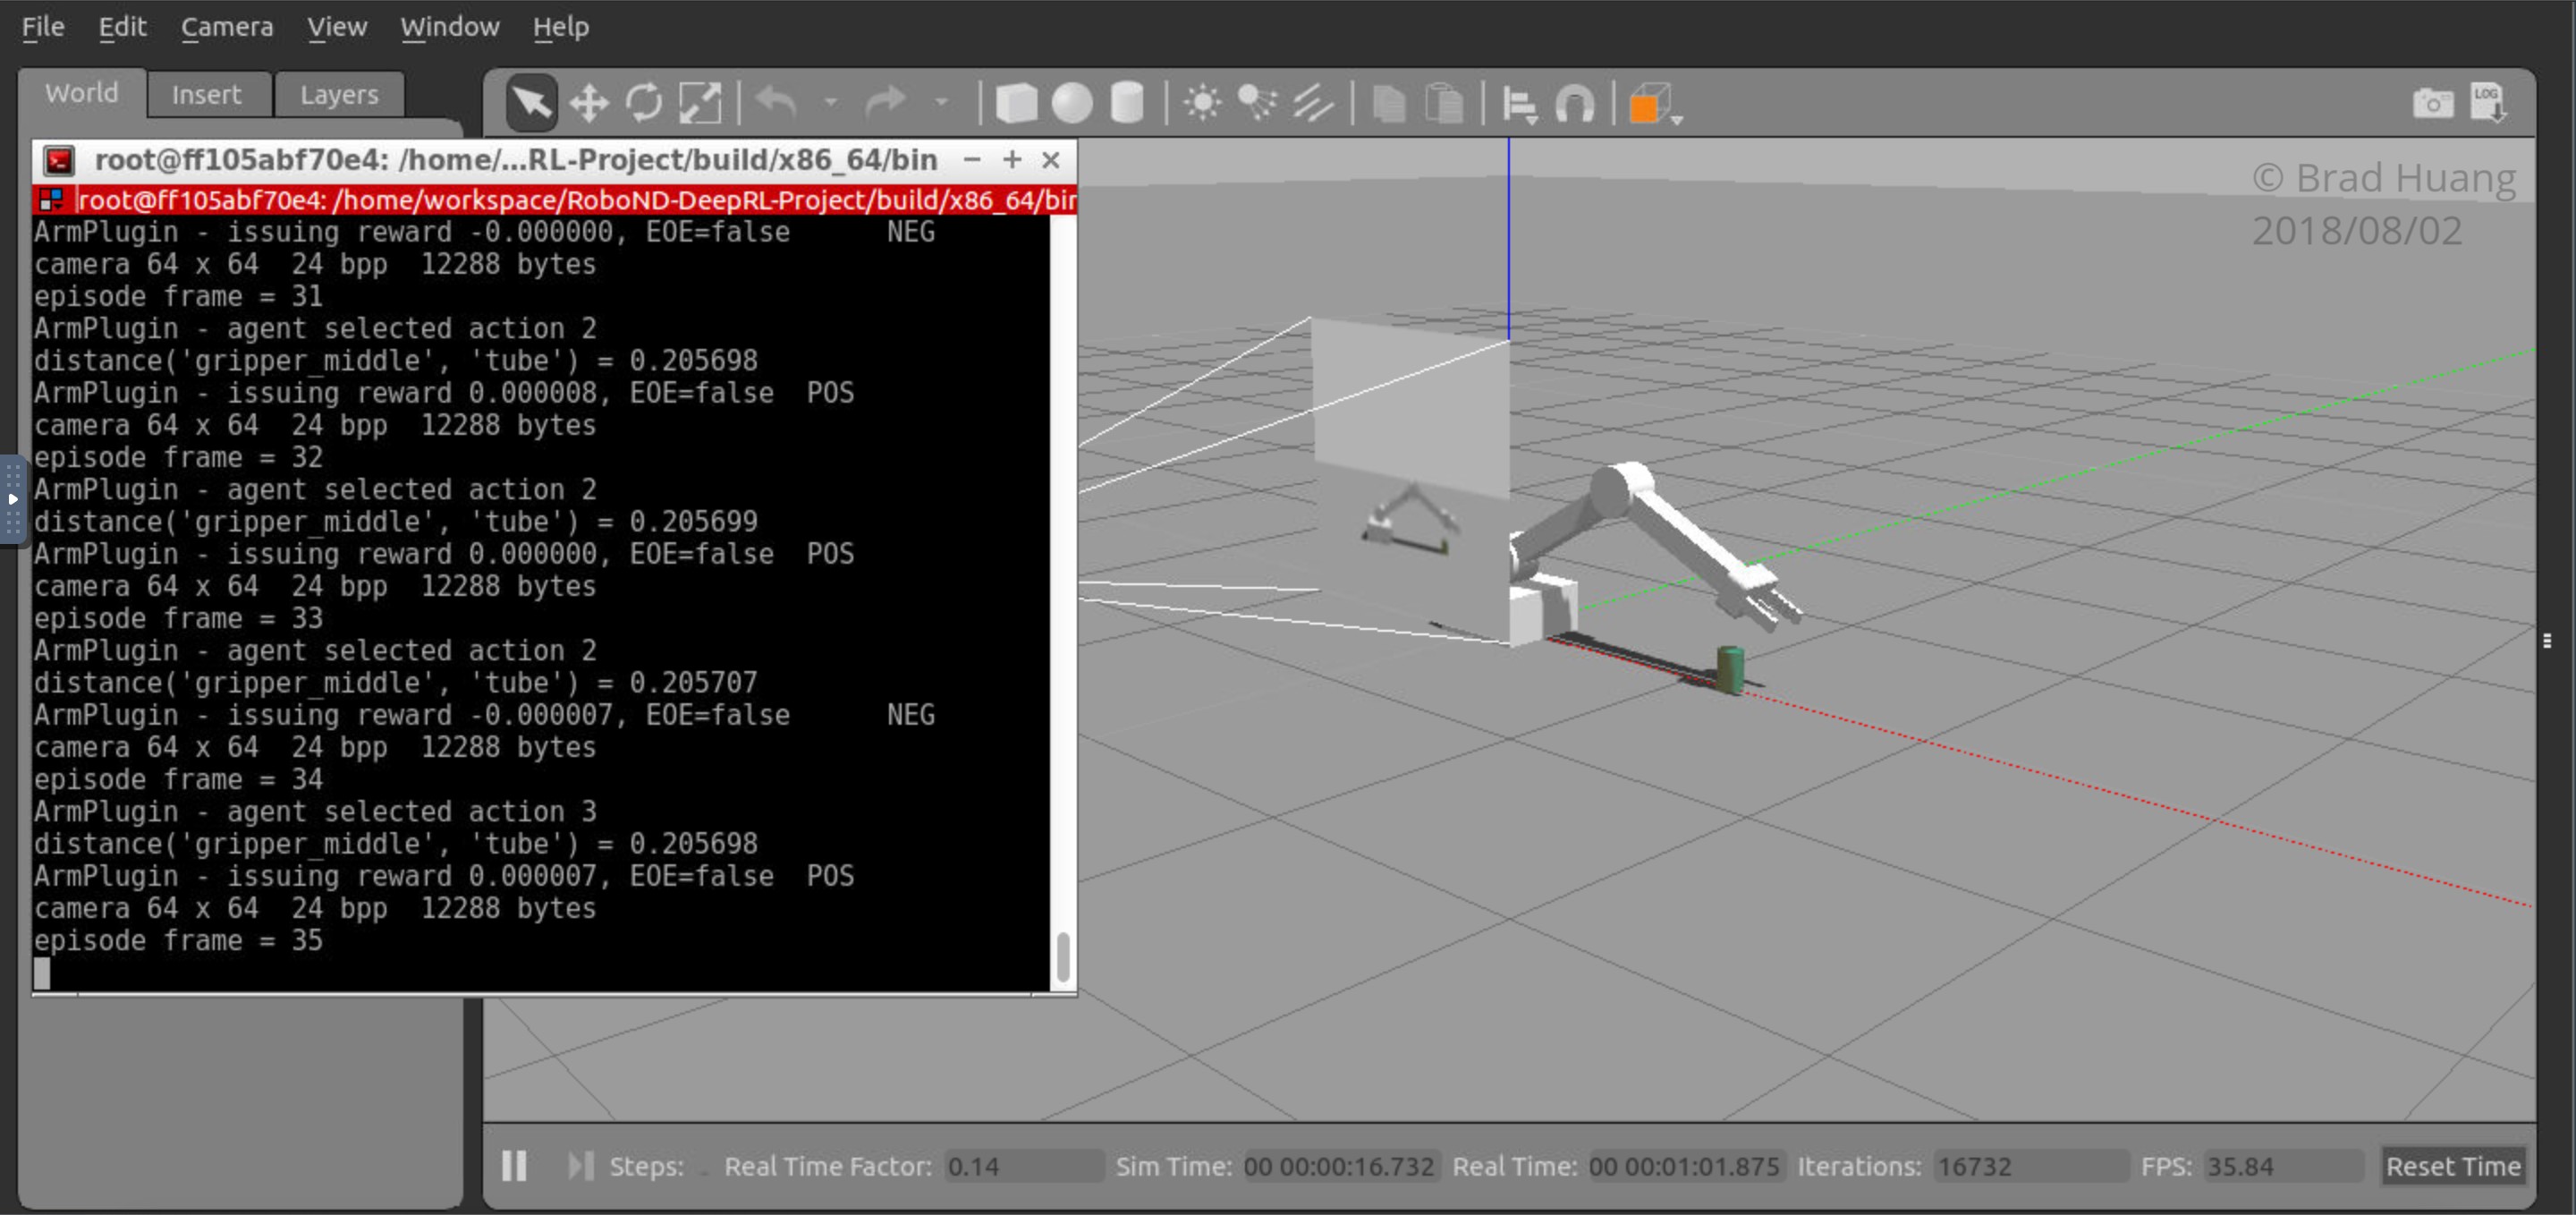 File Edit Camera View Window Help
World Insert Layers
LOG
root@ff105abf70e4: /home/...RL-Project/build/x86_64/bin
root@ff105abf70e4: /home/workspace/RoboND-DeepRL-Project/build/x86_64/bin
ArmPlugin - issuing reward -0.000000, EOE=false      NEG
camera 64 x 64  24 bpp  12288 bytes
episode frame = 31
ArmPlugin - agent selected action 2
distance('gripper_middle', 'tube') = 0.205698
ArmPlugin - issuing reward 0.000008, EOE=false  POS
camera 64 x 64  24 bpp  12288 bytes
episode frame = 32
ArmPlugin - agent selected action 2
distance('gripper_middle', 'tube') = 0.205699
ArmPlugin - issuing reward 0.000000, EOE=false  POS
camera 64 x 64  24 bpp  12288 bytes
episode frame = 33
ArmPlugin - agent selected action 2
distance('gripper_middle', 'tube') = 0.205707
ArmPlugin - issuing reward -0.000007, EOE=false      NEG
camera 64 x 64  24 bpp  12288 bytes
episode frame = 34
ArmPlugin - agent selected action 3
distance('gripper_middle', 'tube') = 0.205698
ArmPlugin - issuing reward 0.000007, EOE=false  POS
camera 64 x 64  24 bpp  12288 bytes
episode frame = 35
© Brad Huang
2018/08/02
Steps: Real Time Factor: 0.14 Sim Time: 00 00:00:16.732 Real Time: 00 00:01:01.875 Iterations: 16732 FPS: 35.84 Reset Time